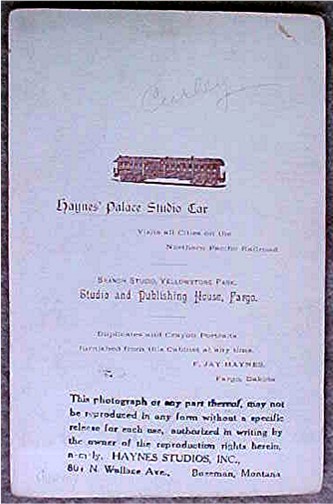 Curley
Haynes' Palace Studio Car
Visits all Cities on the
Northern Pacific Railroad
Branch Studio, Yellowstone Park.
Studio and Publishing House, Fargo.
Duplicates and Crayon Portraits
furnished from this Cabinet at any time.
F. JAY HAYNES,
Fargo, Dakota
This photograph or any part thereof, may not
be reproduced in any form without a specific
release for each use, authorized in writing by
the owner of the reproduction rights herein,
namely, HAYNES STUDIOS, INC.,
801 N. Wallace Ave., Bozeman, Montana